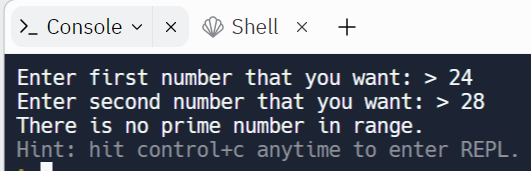 Console
Shell
Enter first number that you want: > 24
Enter second number that you want: > 28
There is no prime number in range.
Hint: hit control+c anytime to enter REPL.